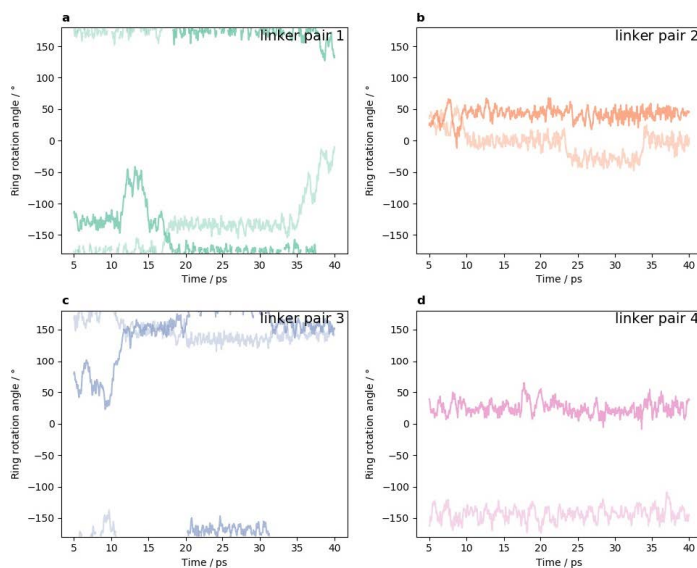 a
linker pair 1
150
100
50
0
−50
−100
−150
Ring rotation angle / °
5 10 15 20 25 30 35 40
Time / ps
b
linker pair 2
150
100
50
0
−50
−100
−150
Ring rotation angle / °
5 10 15 20 25 30 35 40
Time / ps
c
linker pair 3
150
100
50
0
−50
−100
−150
Ring rotation angle / °
5 10 15 20 25 30 35 40
Time / ps
d
linker pair 4
150
100
50
0
−50
−100
−150
Ring rotation angle / °
5 10 15 20 25 30 35 40
Time / ps